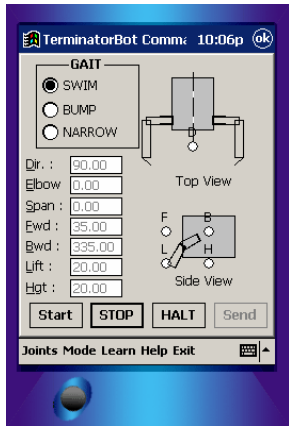 TerminatorBot Comma 10:06p ok
GAIT
SWIM
BUMP
NARROW
Dir. : 90.00
Elbow 0.00
Span : 0.00
Fwd : 35.00
Bwd : 335.00
Lift : 20.00
Hgt : 20.00
D
Top View
F B
L H
Side View
Start STOP HALT Send
Joints Mode Learn Help Exit